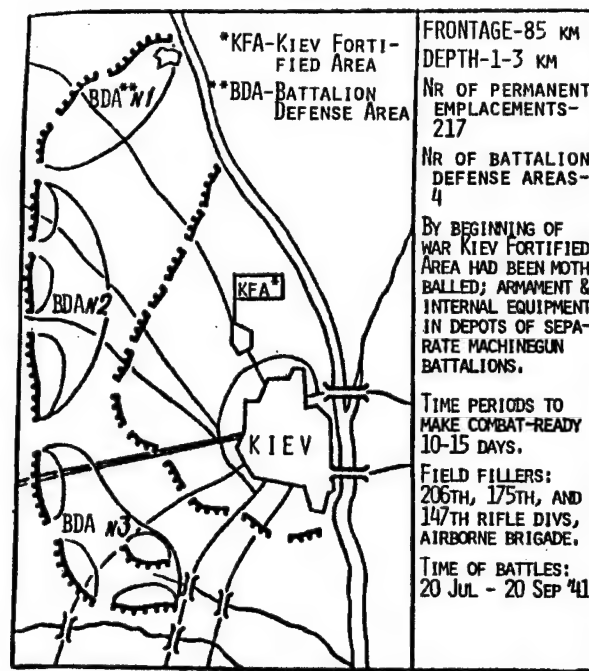 *KFA-KIEV FORTI-
FIED AREA
**BDA-BATTALION
DEFENSE AREA
BDA**N1
KFA*
BDAN2
KIEV
BDA N3
FRONTAGE-85 KM
DEPTH-1-3 KM
NR OF PERMANENT
EMPLACEMENTS-
217
NR OF BATTALION
DEFENSE AREAS-
4
BY BEGINNING OF
WAR KIEV FORTIFIED
AREA HAD BEEN MOTH
BALLED; ARMAMENT &
INTERNAL EQUIPMENT
IN DEPOTS OF SEPA-
RATE MACHINEGUN
BATTALIONS.
TIME PERIODS TO
MAKE COMBAT-READY
10-15 DAYS.
FIELD FILLERS:
206TH, 175TH, AND
147TH RIFLE DIVS,
AIRBORNE BRIGADE.
TIME OF BATTLES:
20 JUL - 20 SEP '41